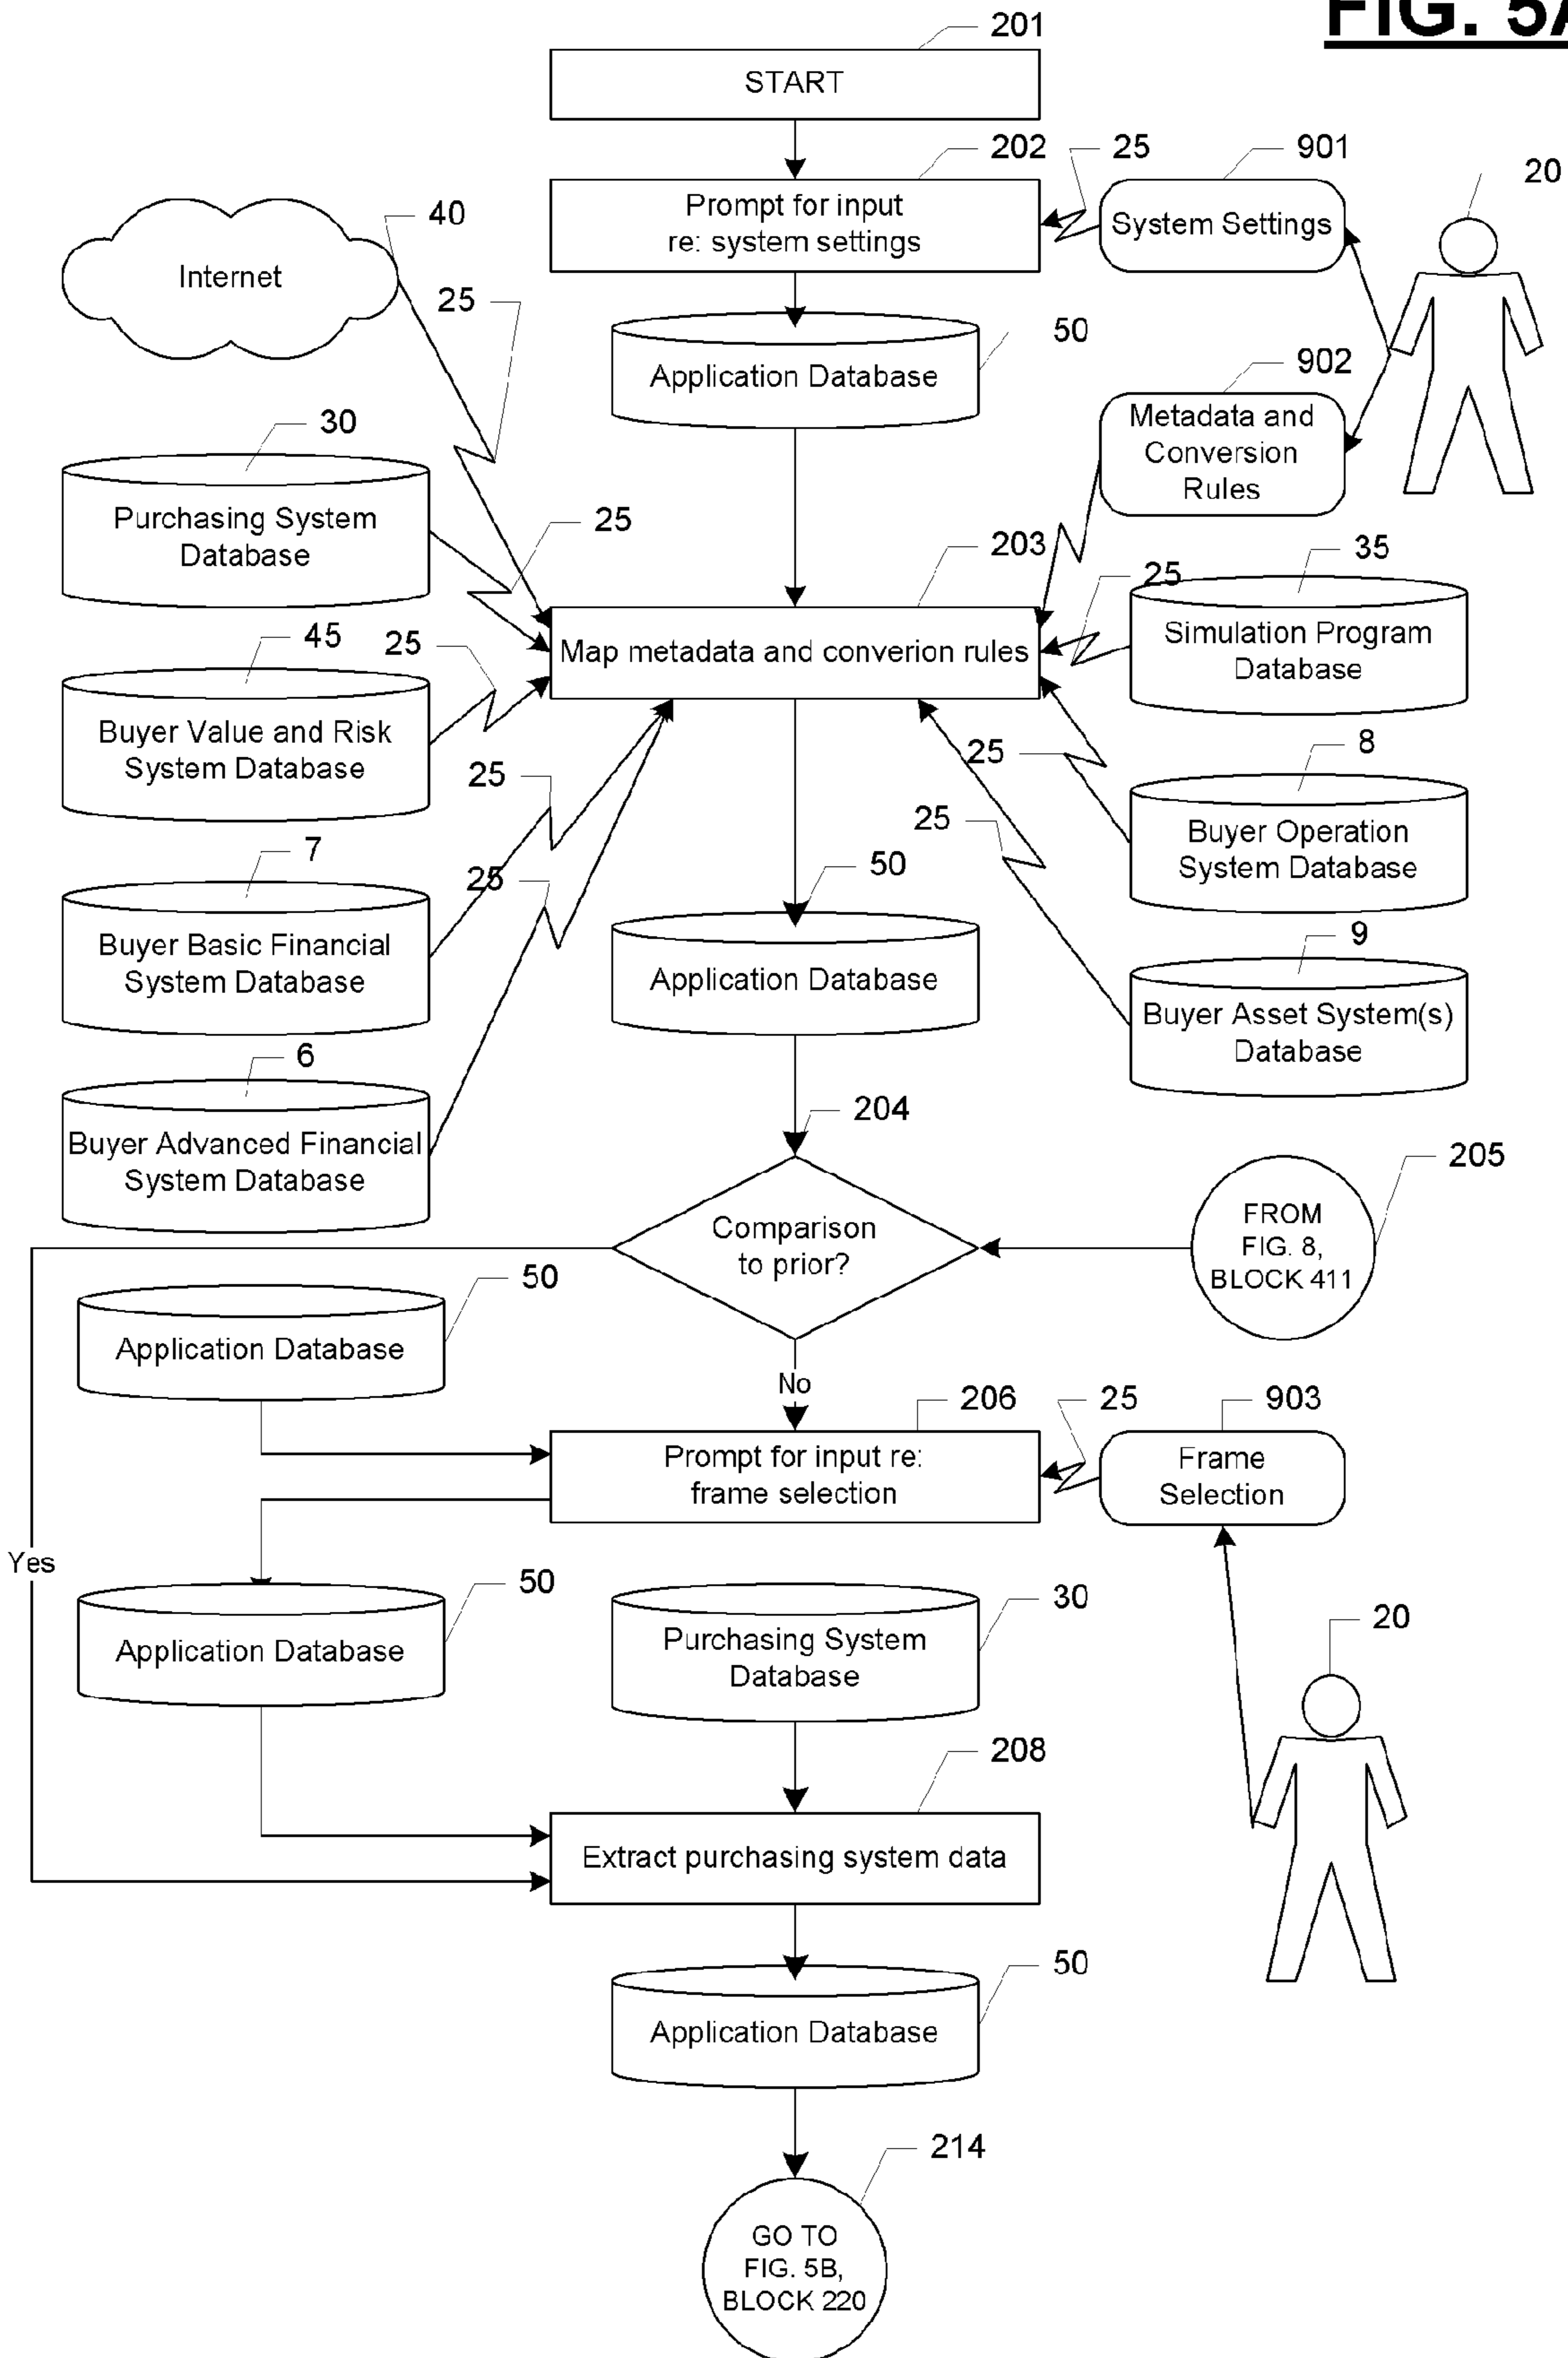 FIG. 5A
201
START
202
25
901
20
Prompt for input
re: system settings
System Settings
40
Internet
25
50
Application Database
902
Metadata and
Conversion
Rules
30
Purchasing System
Database
25
203
35
25
Map metadata and converion rules
Simulation Program
Database
45
25
Buyer Value and Risk
System Database
25
25
8
Buyer Operation
System Database
25
7
25
50
Buyer Basic Financial
System Database
Application Database
9
Buyer Asset System(s)
Database
6
Buyer Advanced Financial
System Database
204
205
Comparison
to prior?
FROM
FIG. 8,
BLOCK 411
50
Application Database
No
206
25
903
Prompt for input re:
frame selection
Frame
Selection
Yes
50
Application Database
30
Purchasing System
Database
20
208
Extract purchasing system data
50
Application Database
214
GO TO
FIG. 5B,
BLOCK 220